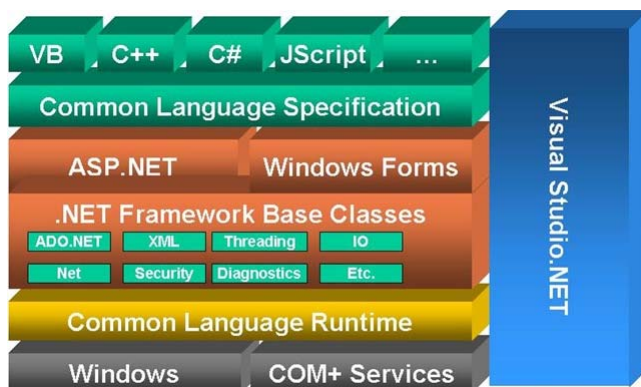 VB C++ C# JScript ...
Common Language Specification
ASP.NET Windows Forms
.NET Framework Base Classes
ADO.NET XML Threading IO
Net Security Diagnostics Etc.
Common Language Runtime
Windows COM+ Services
Visual Studio.NET